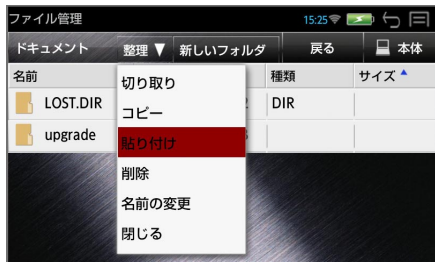 ファイル管理 15:25
ドキュメント 整理 ▼ 新しいフォルダ 戻る 本体
名前 種類 サイズ
切り取り
LOST.DIR 2 DIR
コピー
upgrade 貼り付け 3
削除
名前の変更
閉じる